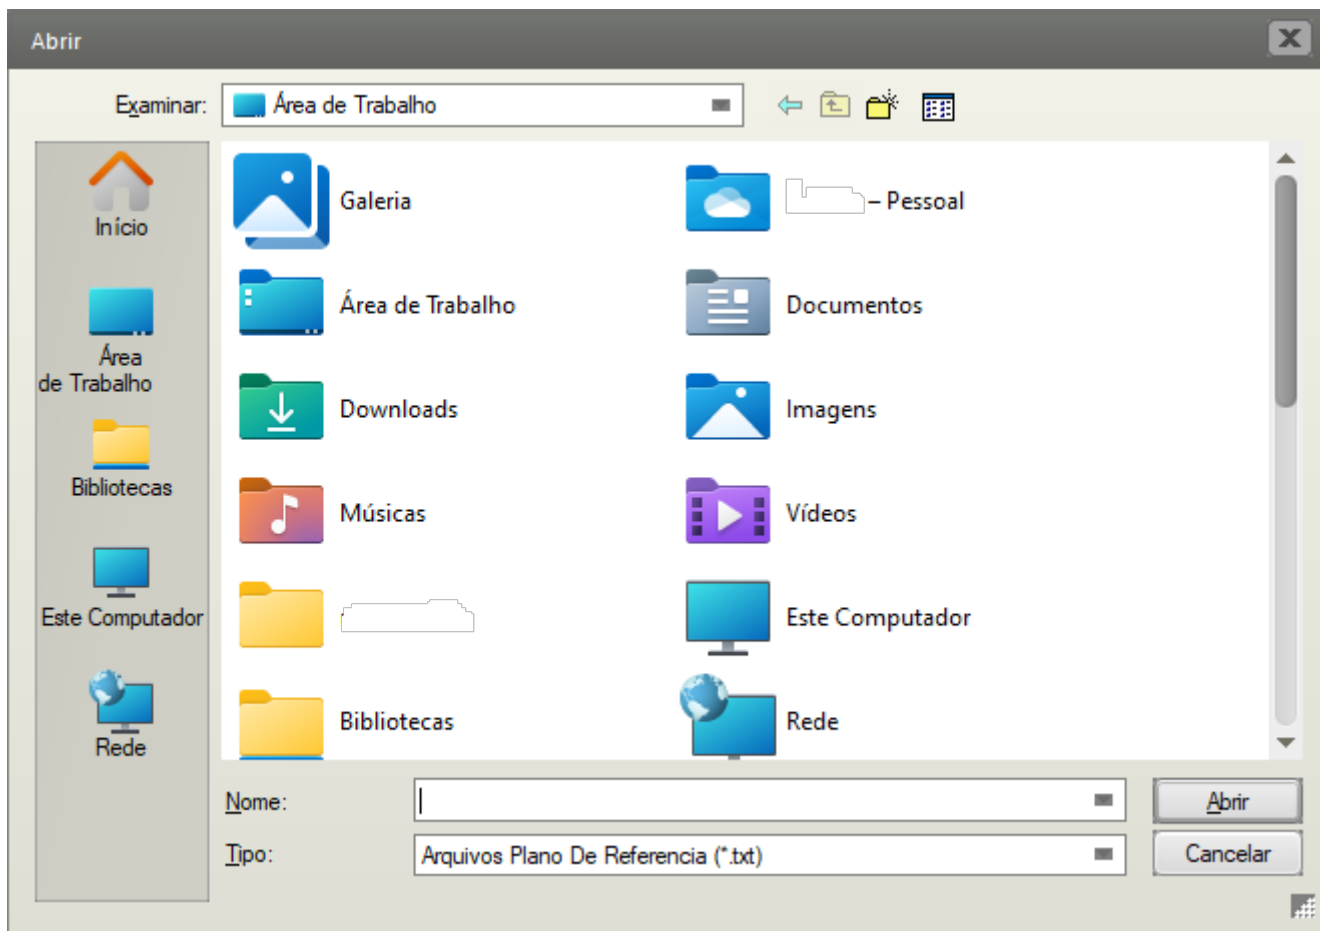 Abrir
Examinar:
Área de Trabalho
Início
Área
de Trabalho
Bibliotecas
Este Computador
Rede
Galeria
– Pessoal
Área de Trabalho
Documentos
Downloads
Imagens
Músicas
Vídeos
Este Computador
Bibliotecas
Rede
Nome:
Abrir
Tipo:
Arquivos Plano De Referencia (*.txt)
Cancelar